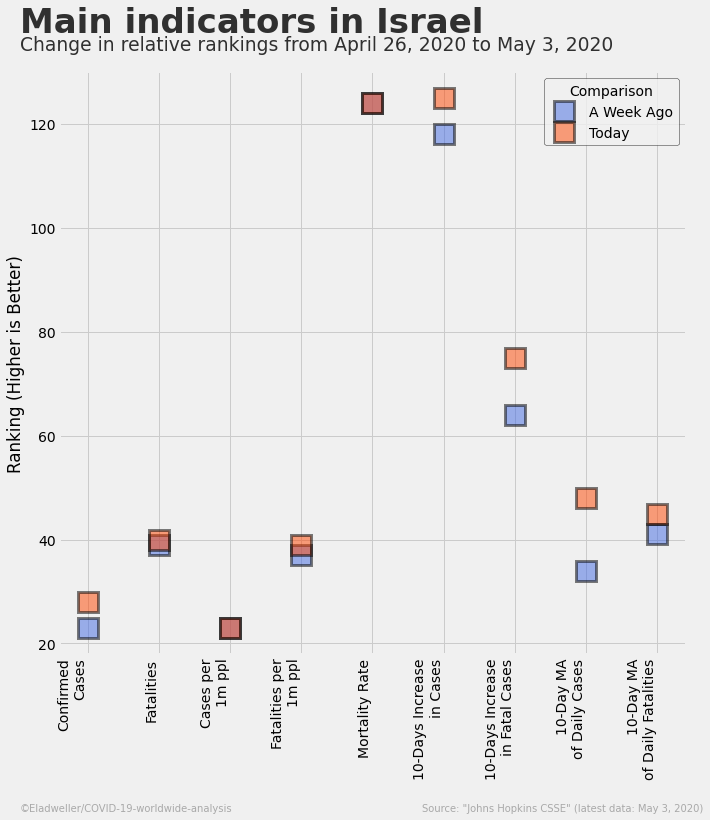 Main indicators in Israel
Change in relative rankings from April 26, 2020 to May 3, 2020
Comparison
A Week Ago
Today
Ranking (Higher is Better)
120
100
80
60
40
20
Confirmed
Cases
Fatalities
Cases per
1m ppl
Fatalities per
1m ppl
Mortality Rate
10-Days Increase
in Cases
10-Days Increase
in Fatal Cases
10-Day MA
of Daily Cases
10-Day MA
of Daily Fatalities
©Eladweller/COVID-19-worldwide-analysis
Source: "Johns Hopkins CSSE" (latest data: May 3, 2020)